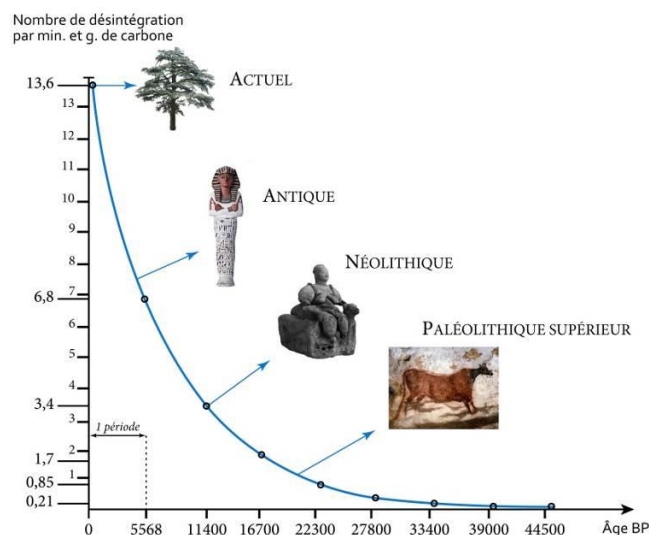 Nombre de désintégration
par min. et g. de carbone
13,6
13
12
11
10
9
8
7
6,8
6
5
4
3,4
3
2
1,7
1
0,85
0,21
ACTUEL
ANTIQUE
NÉOLITHIQUE
PALÉOLITHIQUE SUPÉRIEUR
1 période
0 5568 11400 16700 22300 27800 33400 39000 44500 Âqe BP